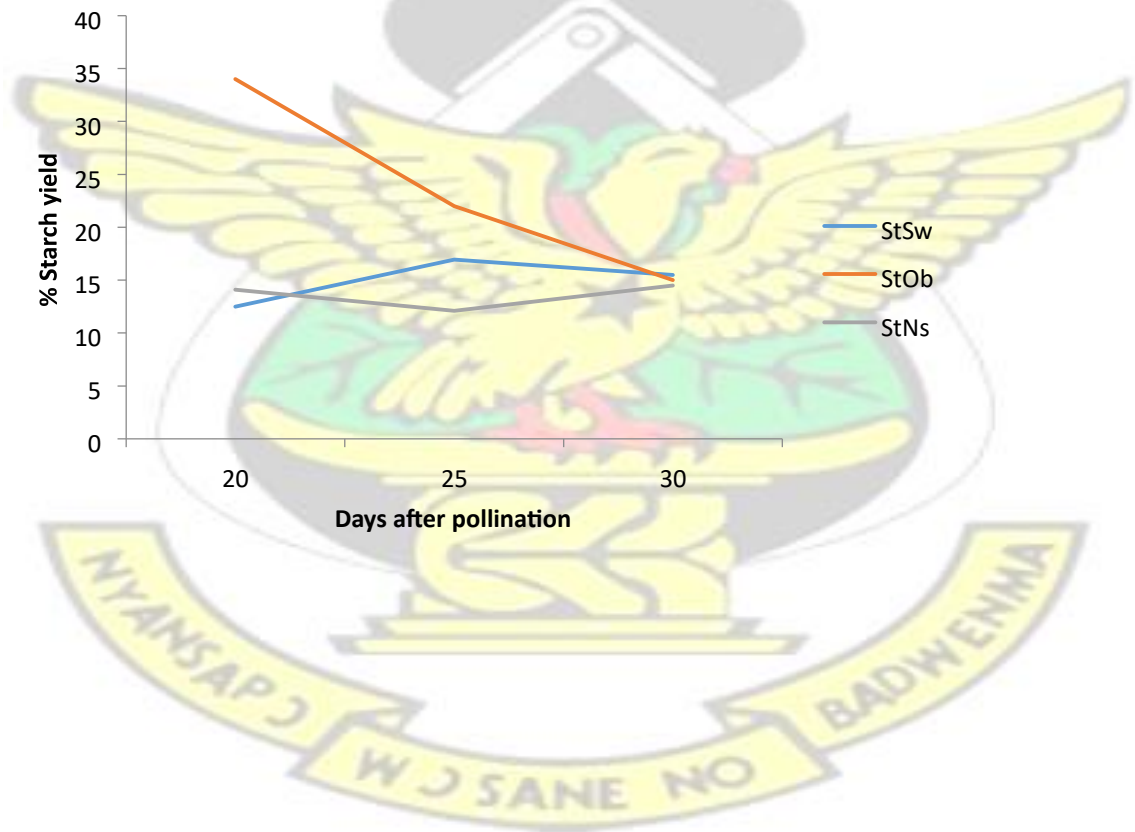 40
35
30
25
20
15
10
5
0
% Starch yield
20 25 30
Days after pollination
StSw
StOb
StNs
NYANSAPƆ
WƆSANE NO
BADWENMA